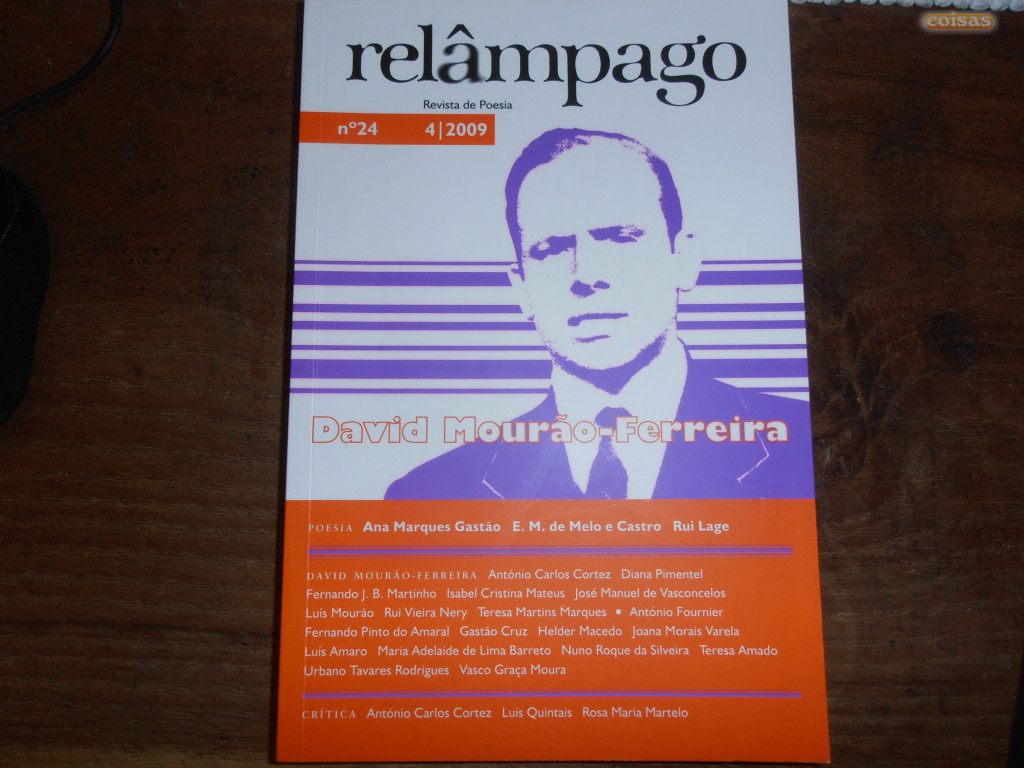 coisas
relâmpago
Revista de Poesia
nº24 4|2009
David Mourão-Ferreira
POESIA Ana Marques Gastão E. M. de Melo e Castro Rui Lage
DAVID MOURÃO-FERREIRA António Carlos Cortez Diana Pimentel
Fernando J. B. Martinho Isabel Cristina Mateus José Manuel de Vasconcelos
Luís Mourão Rui Vieira Nery Teresa Martins Marques • António Fournier
Fernando Pinto do Amaral Gastão Cruz Helder Macedo Joana Morais Varela
Luís Amaro Maria Adelaide de Lima Barreto Nuno Roque da Silveira Teresa Amado
Urbano Tavares Rodrigues Vasco Graça Moura
CRÍTICA António Carlos Cortez Luís Quintais Rosa Maria Martelo